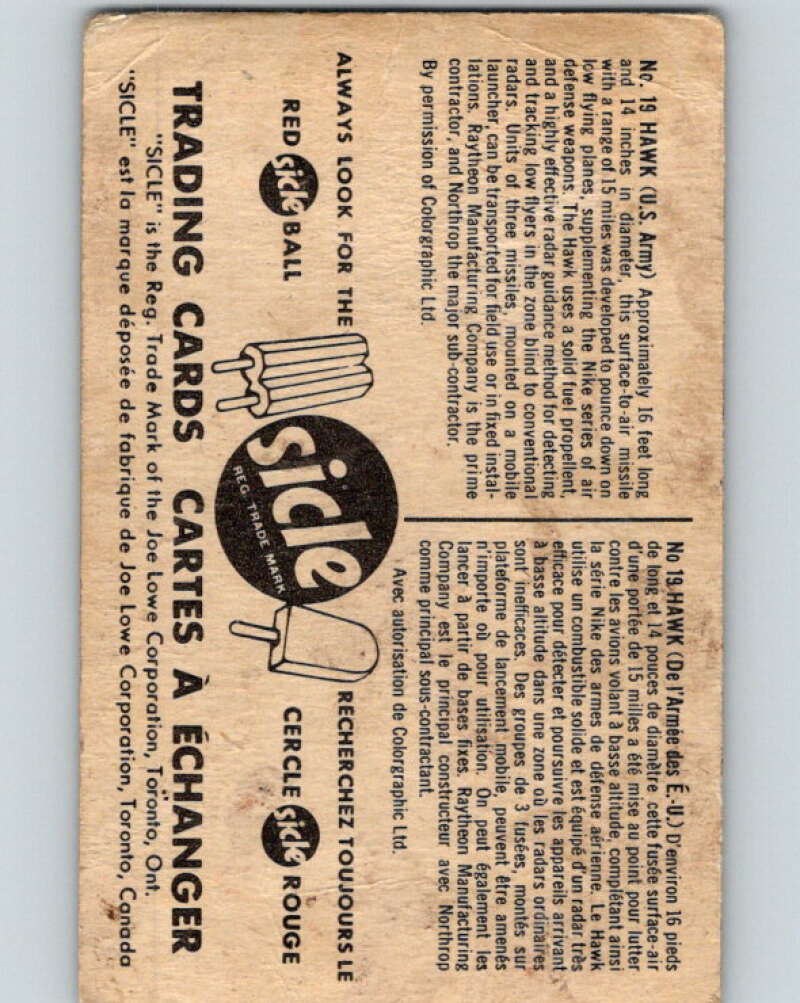 No. 19 HAWK (U.S. Army) Approximately 16 feet long
and 14 inches in diameter, this surface-to-air missile
with a range of 15 miles was developed to pounce down on
low flying planes, supplementing the Nike series of air
defense weapons. The Hawk uses a solid fuel propellent,
and a highly effective radar guidance method for detecting
and tracking low flyers in the zone blind to conventional
radars. Units of three missiles, mounted on a mobile
launcher, can be transported for field use or in fixed instal-
lations. Raytheon Manufacturing Company is the prime
contractor, and Northrop the major sub-contractor.
By permission of Colorgraphic Ltd.
No 19 HAWK (De l'Armée des É.-U.) D'environ 16 pieds
de long et 14 pouces de diamètre cette fusée surface-air
d'une portée de 15 milles a été mise au point pour lutter
contre les avions volant à basse altitude, complétant ainsi
la série Nike des armes de défense aérienne. Le Hawk
utilise un combustible solide et est équipé d'un radar très
efficace pour détecter et poursuivre les appareils arrivant
à basse altitude dans une zone où les radars ordinaires
sont inefficaces. Des groupes de 3 fusées, montés sur
plateforme de lancement mobile, peuvent être amenés
n'importe où pour utilisation. On peut également les
lancer à partir de bases fixes. Raytheon Manufacturing
Company est le principal constructeur avec Northrop
comme principal sous-contractant.
Avec autorisation de Colorgraphic Ltd.
ALWAYS LOOK FOR THE
RED sicle BALL
sicle
REG. TRADE MARK
RECHERCHEZ TOUJOURS LE
CERCLE sicle ROUGE
TRADING CARDS CARTES À ÉCHANGER
"SICLE" is the Reg. Trade Mark of the Joe Lowe Corporation, Toronto, Ont.
"SICLE" est la marque déposée de fabrique de Joe Lowe Corporation, Toronto, Canada